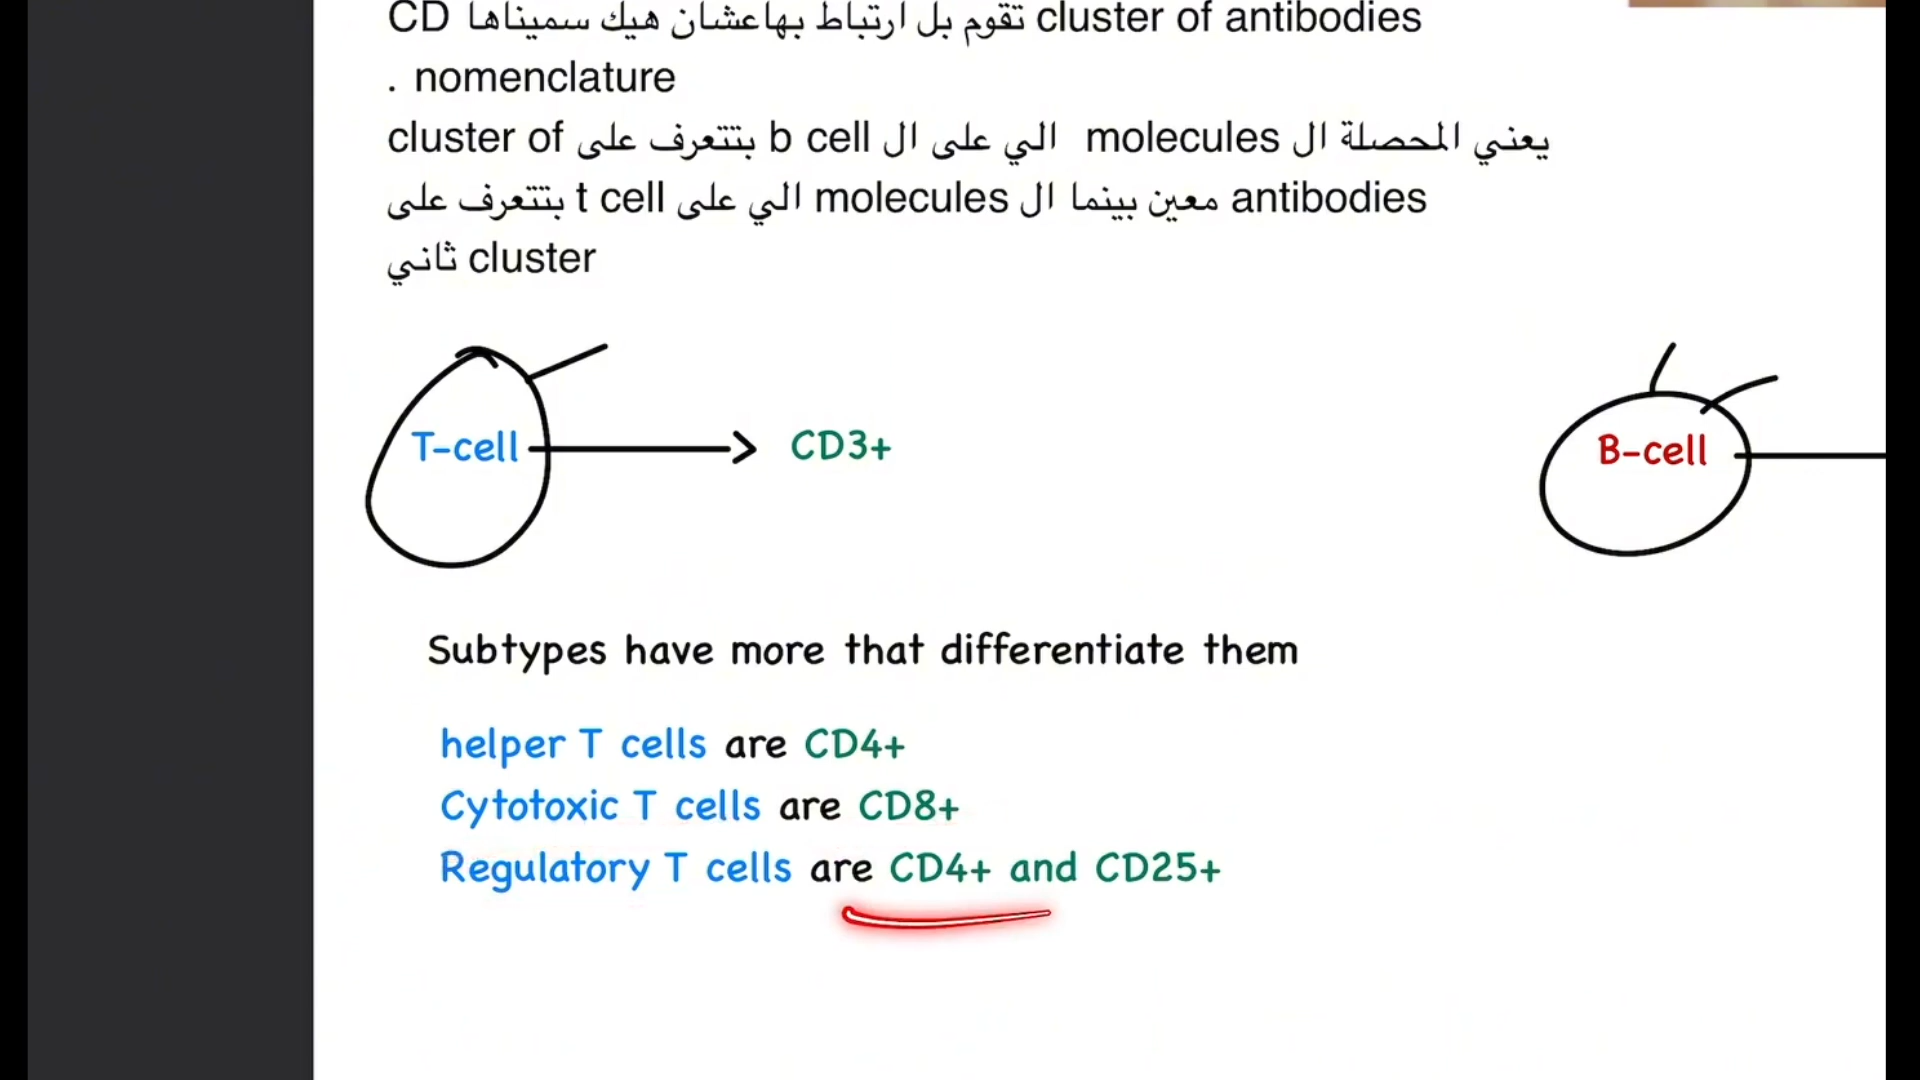 CD تقوم بل ارتباط بهاعشان هيك سميناها cluster of antibodies
. nomenclature
يعني المحصلة ال molecules الي على ال b cell بتتعرف على cluster of
antibodies معين بينما ال molecules الي على t cell بتتعرف على
cluster ثاني
T-cell CD3+ B-cell
Subtypes have more that differentiate them
helper T cells are CD4+
Cytotoxic T cells are CD8+
Regulatory T cells are CD4+ and CD25+